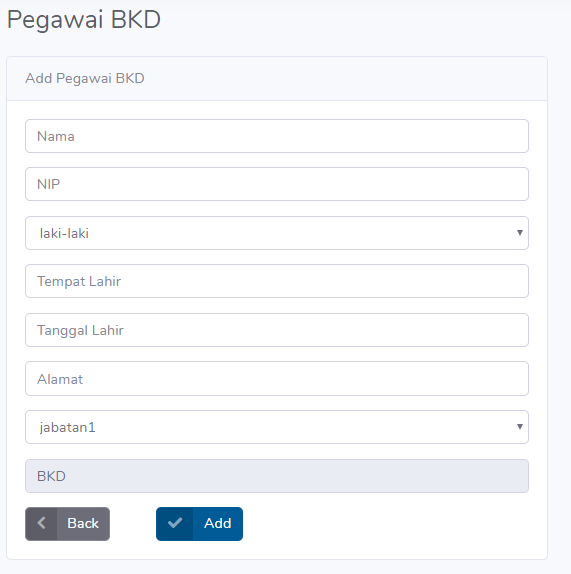 Pegawai BKD
Add Pegawai BKD
Nama
NIP
laki-laki
Tempat Lahir
Tanggal Lahir
Alamat
jabatan1
BKD
Back Add